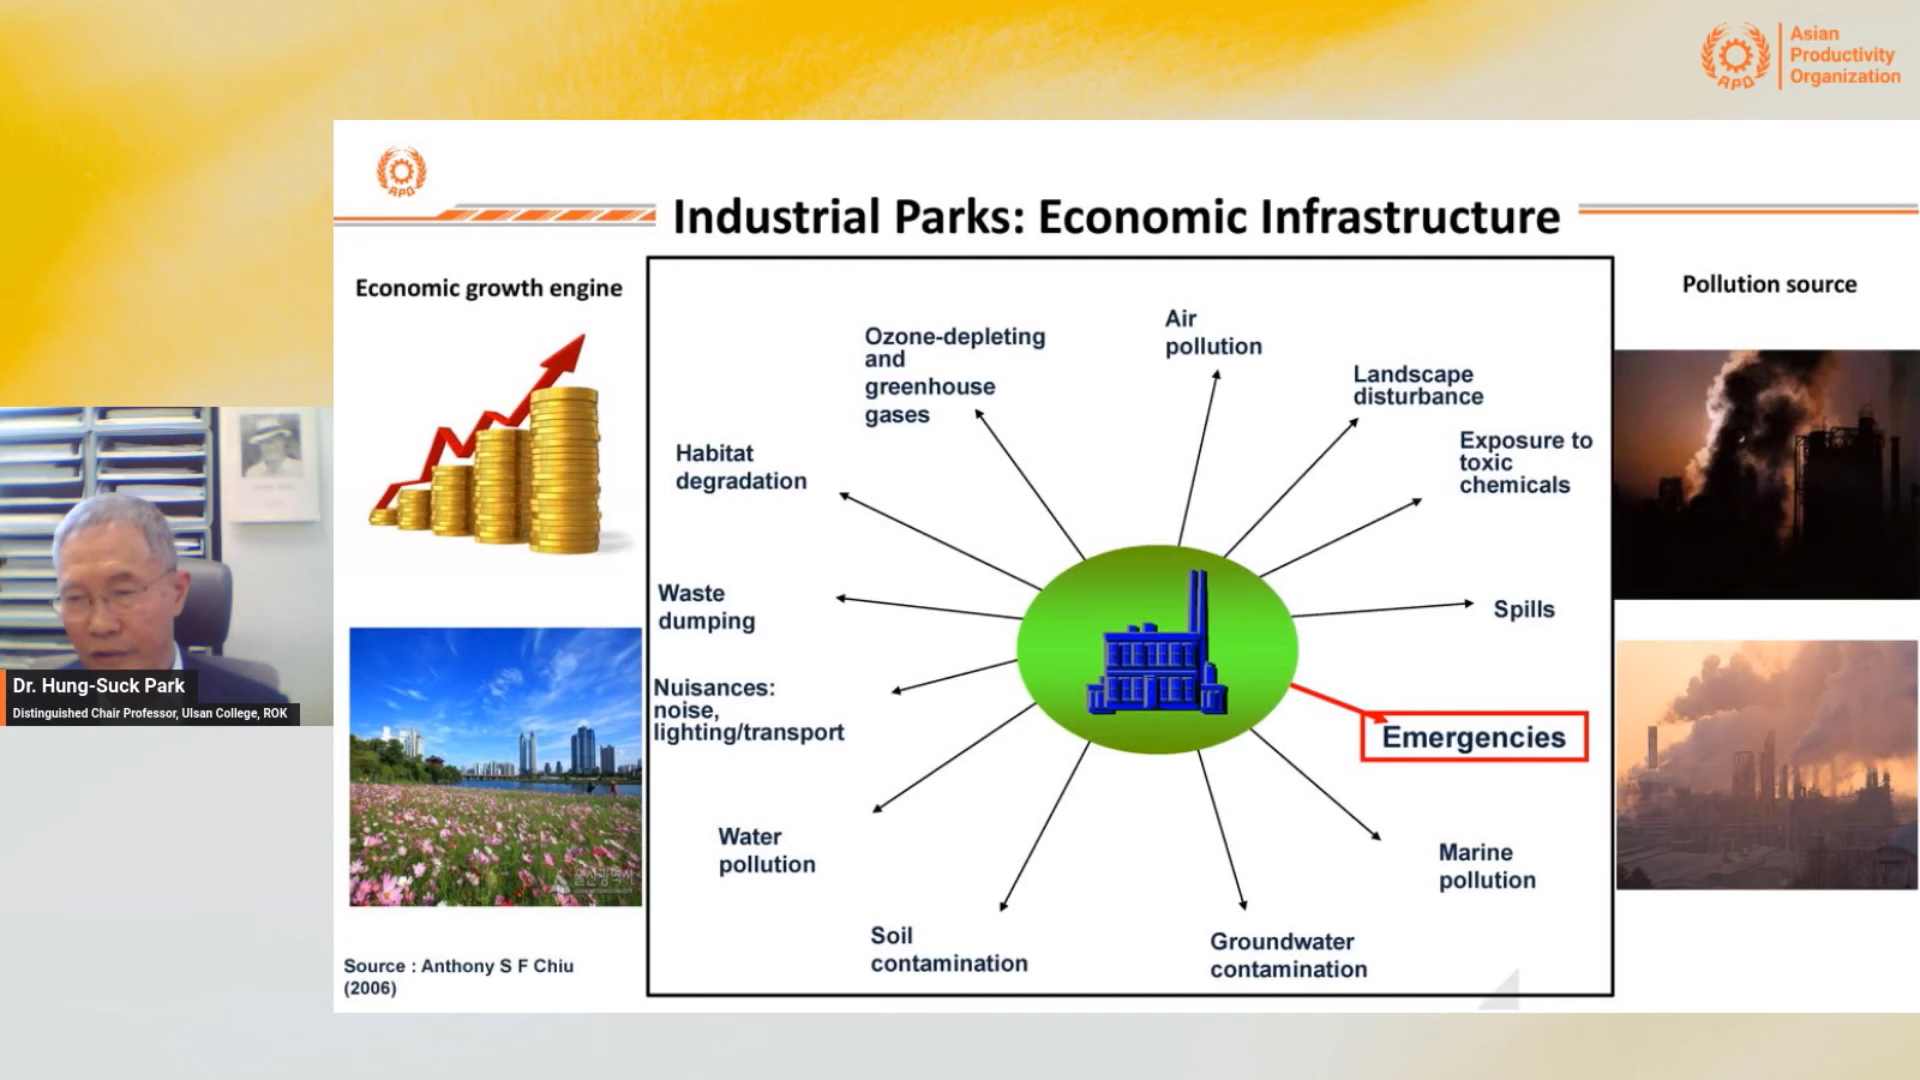 Asian
Productivity
Organization
APO
APO
Industrial Parks: Economic Infrastructure
Economic growth engine
Pollution source
Air
pollution
Ozone-depleting
and
greenhouse
gases
Landscape
disturbance
Exposure to
toxic
chemicals
Habitat
degradation
Waste
dumping
Spills
Nuisances:
noise,
lighting/transport
Emergencies
Water
pollution
Marine
pollution
Soil
contamination
Groundwater
contamination
Source : Anthony S F Chiu
(2006)
Dr. Hung-Suck Park
Distinguished Chair Professor, Ulsan College, ROK